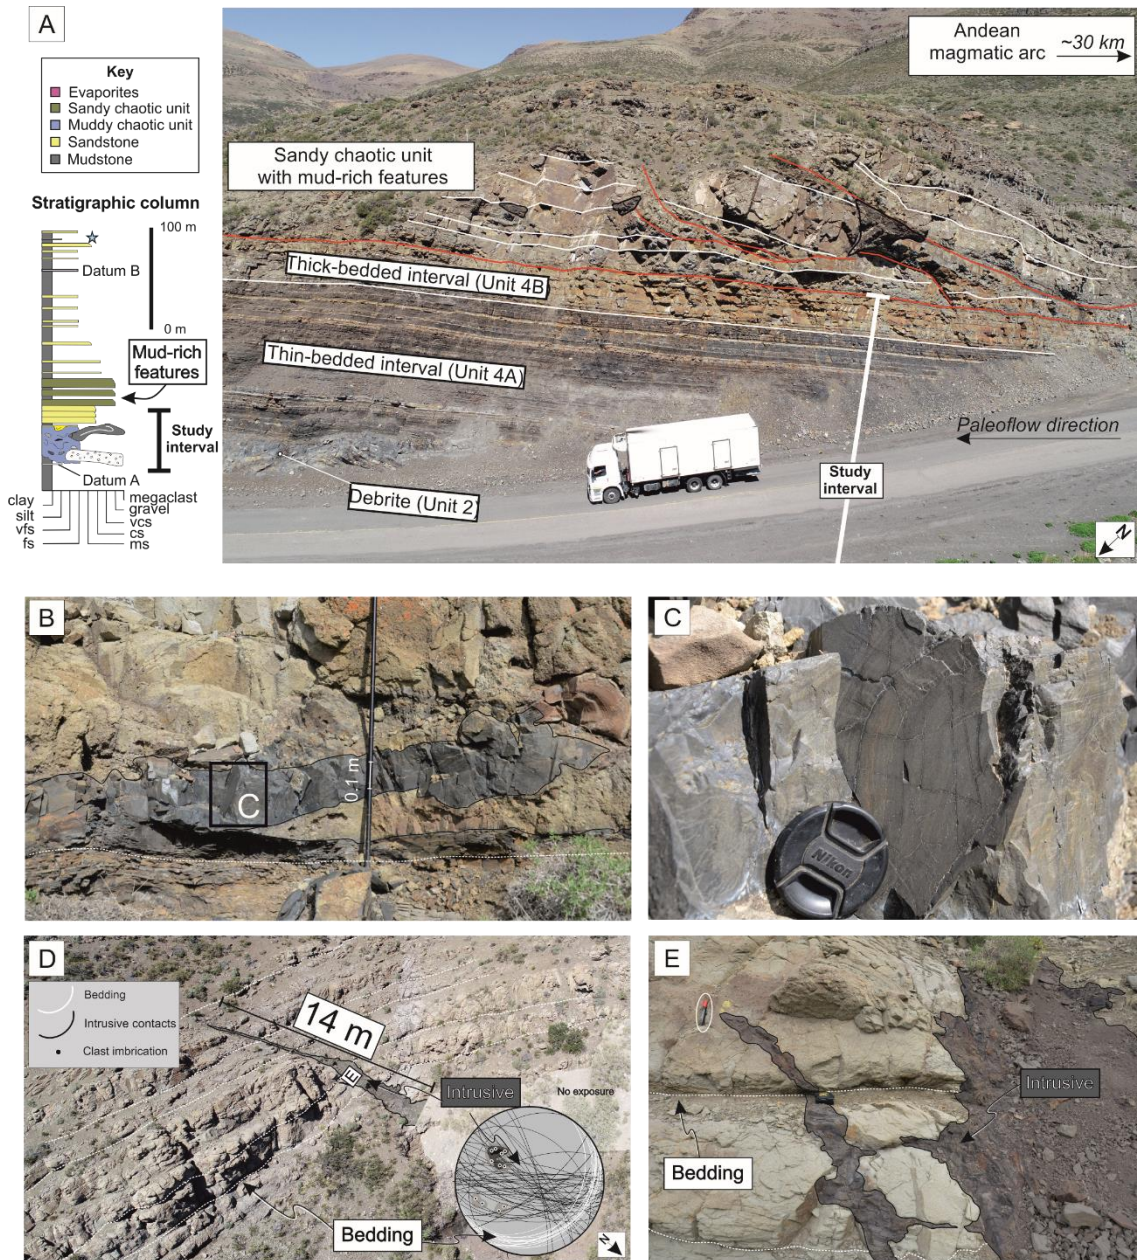 A
Key
Evaporites
Sandy chaotic unit
Muddy chaotic unit
Sandstone
Mudstone
Stratigraphic column
100 m
Datum B
0 m
Mud-rich
features
Study
interval
Datum A
clay
silt
vfs
fs
megaclast
gravel
vcs
cs
ms
Andean
magmatic arc
~30 km
Sandy chaotic unit
with mud-rich features
Thick-bedded interval (Unit 4B)
Thin-bedded interval (Unit 4A)
Paleoflow direction
Study
interval
Debrite (Unit 2)
N
B
C
0.1 m
C
Nikon
D
Bedding
Intrusive contacts
Clast imbrication
14 m
E
Intrusive
No exposure
Bedding
N
E
Intrusive
Bedding